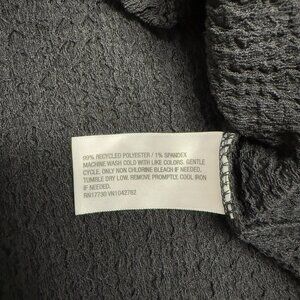 99% RECYCLED POLYESTER / 1% SPANDEX
MACHINE WASH COLD WITH LIKE COLORS, GENTLE
CYCLE, ONLY NON CHLORINE BLEACH IF NEEDED,
TUMBLE DRY LOW. REMOVE PROMPTLY. COOL IRON
IF NEEDED.
RN17730 VN1042762